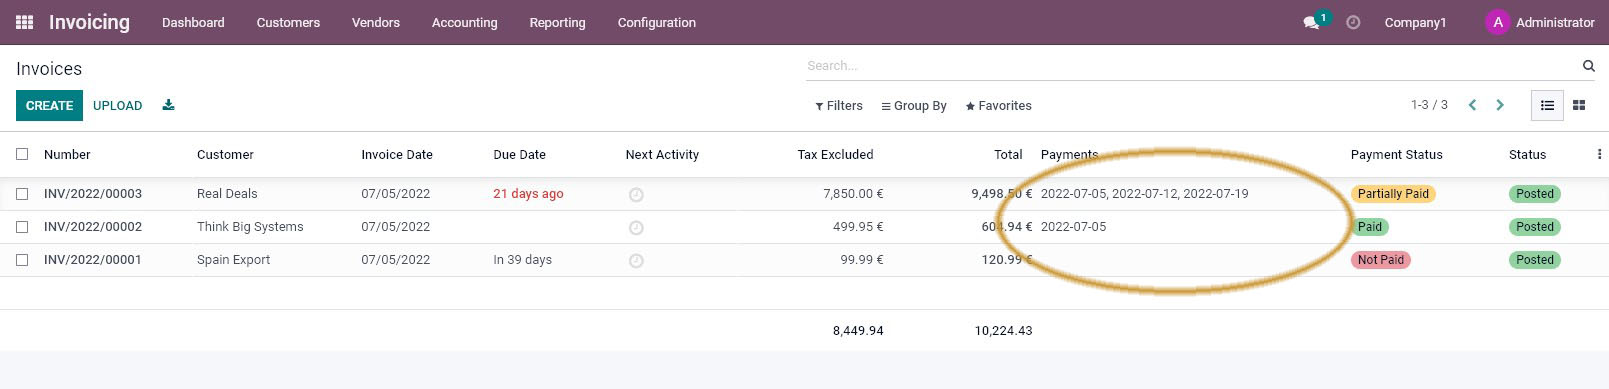 Invoicing Dashboard Customers Vendors Accounting Reporting Configuration 1 Company1 A Administrator
Invoices Search...
CREATE UPLOAD Filters Group By Favorites 1-3 / 3
Number Customer Invoice Date Due Date Next Activity Tax Excluded Total Payments Payment Status Status
INV/2022/00003 Real Deals 07/05/2022 21 days ago 7,850.00 € 9,498.50 € 2022-07-05, 2022-07-12, 2022-07-19 Partially Paid Posted
INV/2022/00002 Think Big Systems 07/05/2022 499.95 € 604.94 € 2022-07-05 Paid Posted
INV/2022/00001 Spain Export 07/05/2022 In 39 days 99.99 € 120.99 € Not Paid Posted
8,449.94 10,224.43